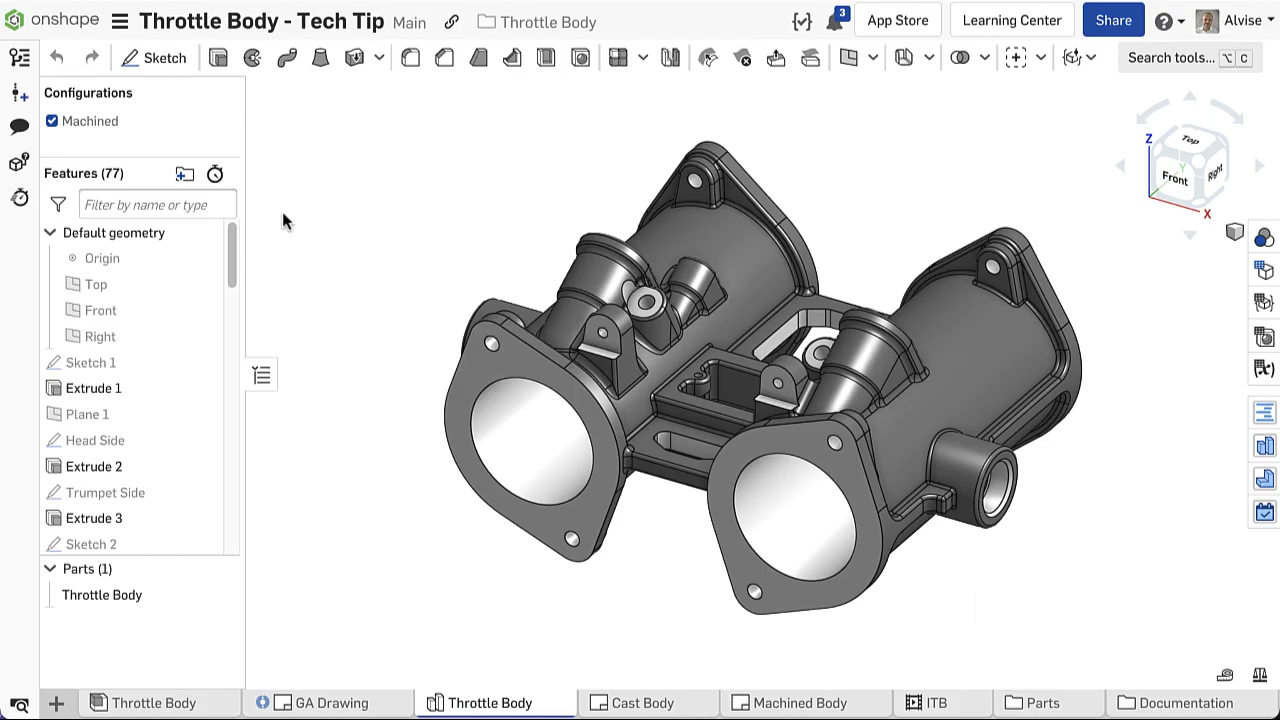 onshape Throttle Body - Tech Tip Main Throttle Body 3 App Store Learning Center Share Alvise
Sketch Search tools... ⌥ C
Configurations
Machined
Features (77)
Filter by name or type
Default geometry
Origin
Top
Front
Right
Sketch 1
Extrude 1
Plane 1
Head Side
Extrude 2
Trumpet Side
Extrude 3
Sketch 2
Parts (1)
Throttle Body
Z
Top
Y
Front
Right
X
Throttle Body GA Drawing Throttle Body Cast Body Machined Body ITB Parts Documentation